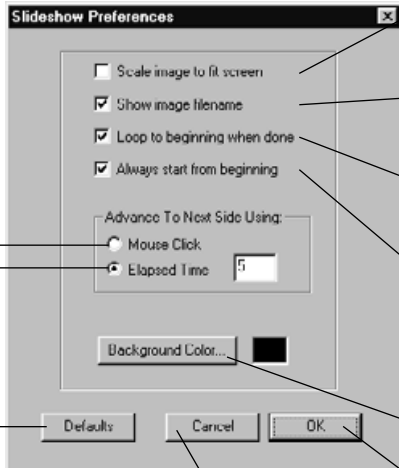 Slideshow Preferences
Scale image to fit screen
Show image filename
Loop to beginning when done
Always start from beginning
Advance To Next Side Using:
Mouse Click
Elapsed Time 5
Background Color...
Defaults Cancel OK